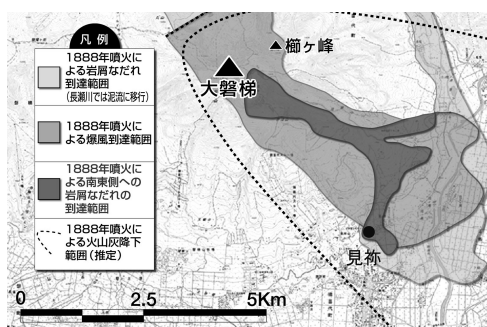 凡例
1888年噴火に
よる岩屑なだれ
到達範囲
(長瀬川では泥流に移行)
1888年噴火に
よる爆風到達範囲
1888年噴火に
よる南東側への
岩屑なだれの
到達範囲
1888年噴火に
よる火山灰降下
範囲(推定)
櫛ヶ峰
大磐梯
見祢
0 2.5 5Km